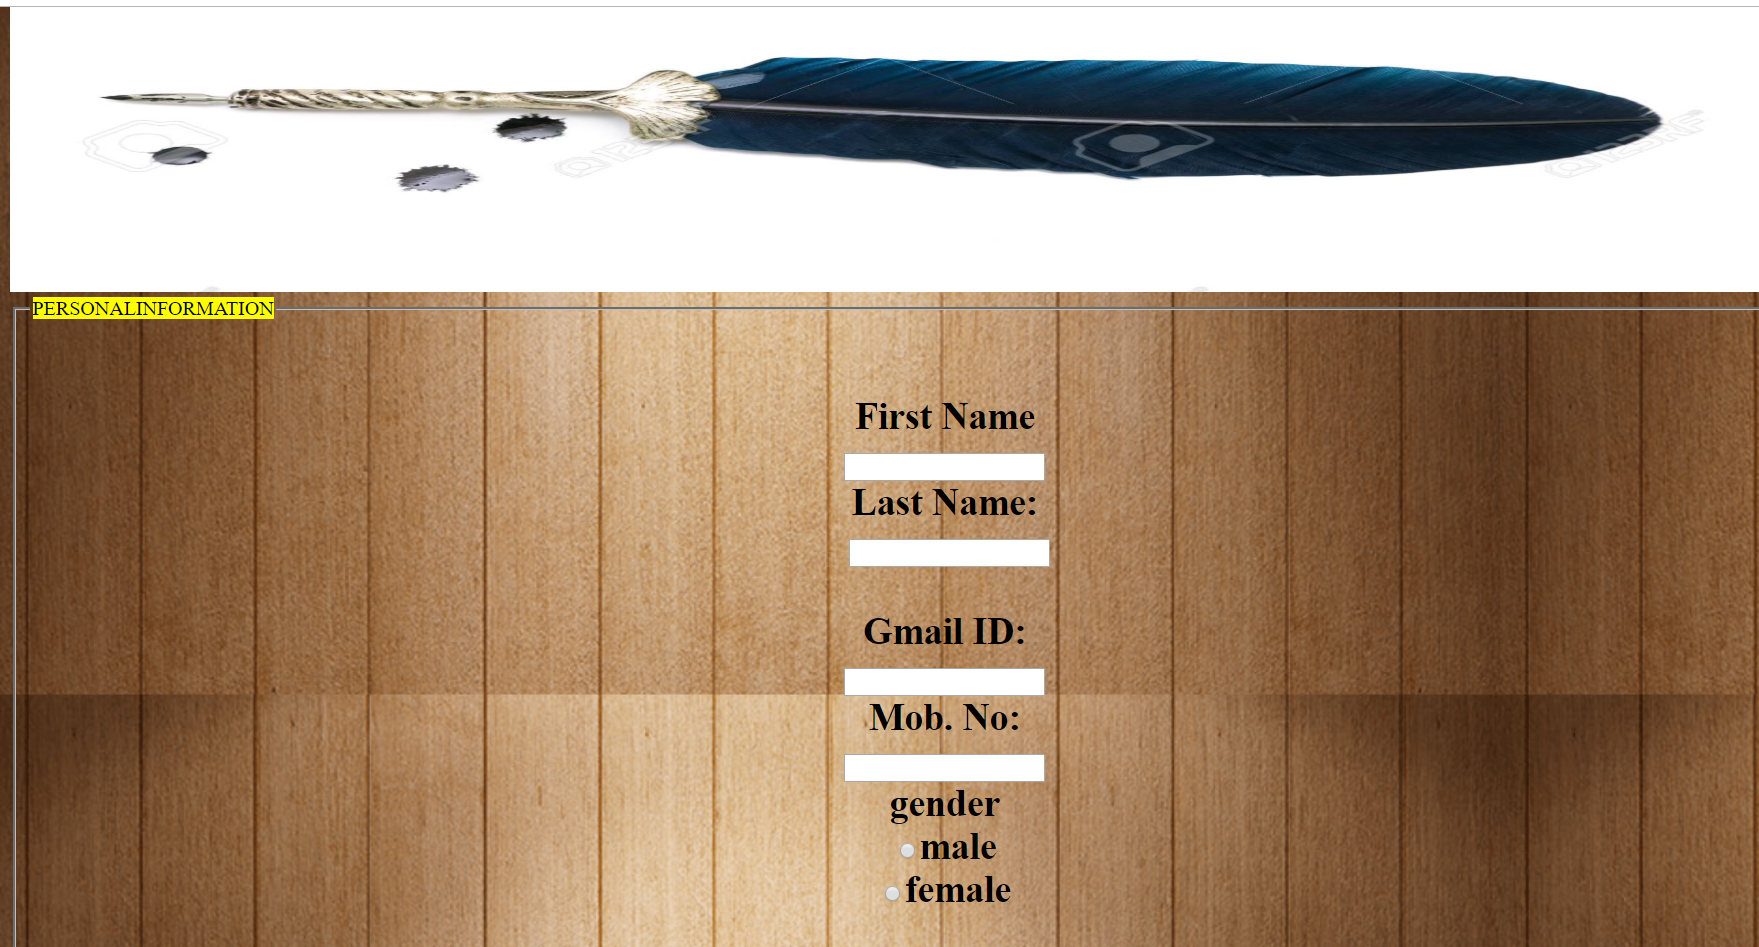 PERSONALINFORMATION
First Name
Last Name:
Gmail ID:
Mob. No:
gender
male
female